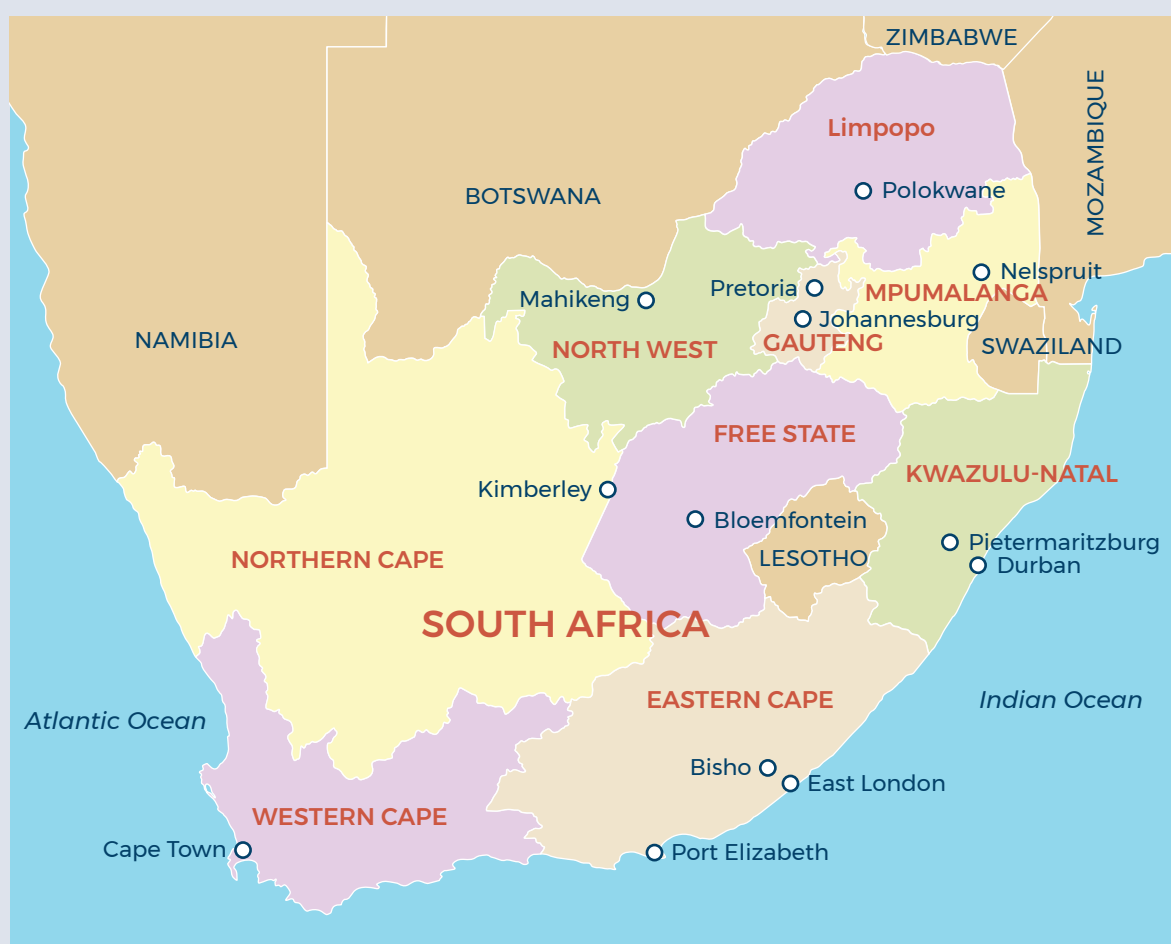 ZIMBABWE
Limpopo
MOZAMBIQUE
Polokwane
BOTSWANA
Nelspruit
Pretoria
MPUMALANGA
Mahikeng
Johannesburg
NAMIBIA
GAUTENG
SWAZILAND
NORTH WEST
FREE STATE
KWAZULU-NATAL
Kimberley
Bloemfontein
Pietermaritzburg
LESOTHO
NORTHERN CAPE
Durban
SOUTH AFRICA
EASTERN CAPE
Indian Ocean
Atlantic Ocean
Bisho
East London
WESTERN CAPE
Cape Town
Port Elizabeth